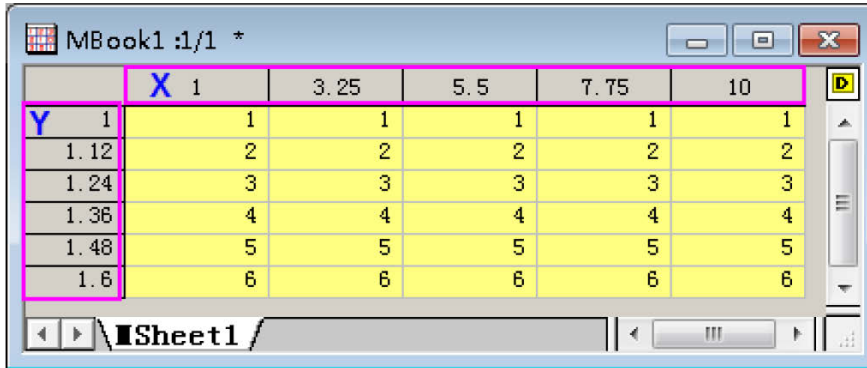 MBook1 :1/1 *
X 1 3.25 5.5 7.75 10 D
Y 1 1 1 1 1 1
1.12 2 2 2 2 2
1.24 3 3 3 3 3
1.36 4 4 4 4 4
1.48 5 5 5 5 5
1.6 6 6 6 6 6
MSheet1